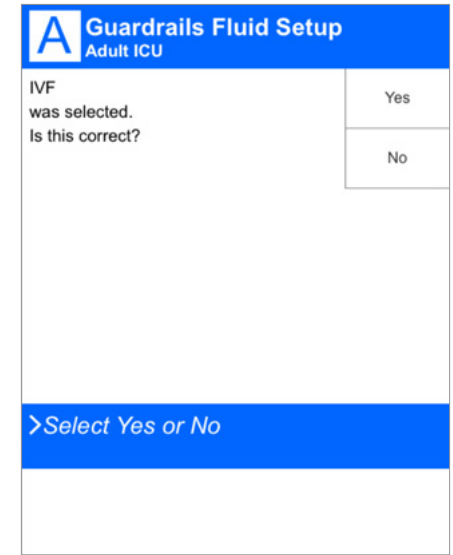 A
Guardrails Fluid Setup
Adult ICU
IVF
was selected.
Is this correct?
Yes
No
>Select Yes or No